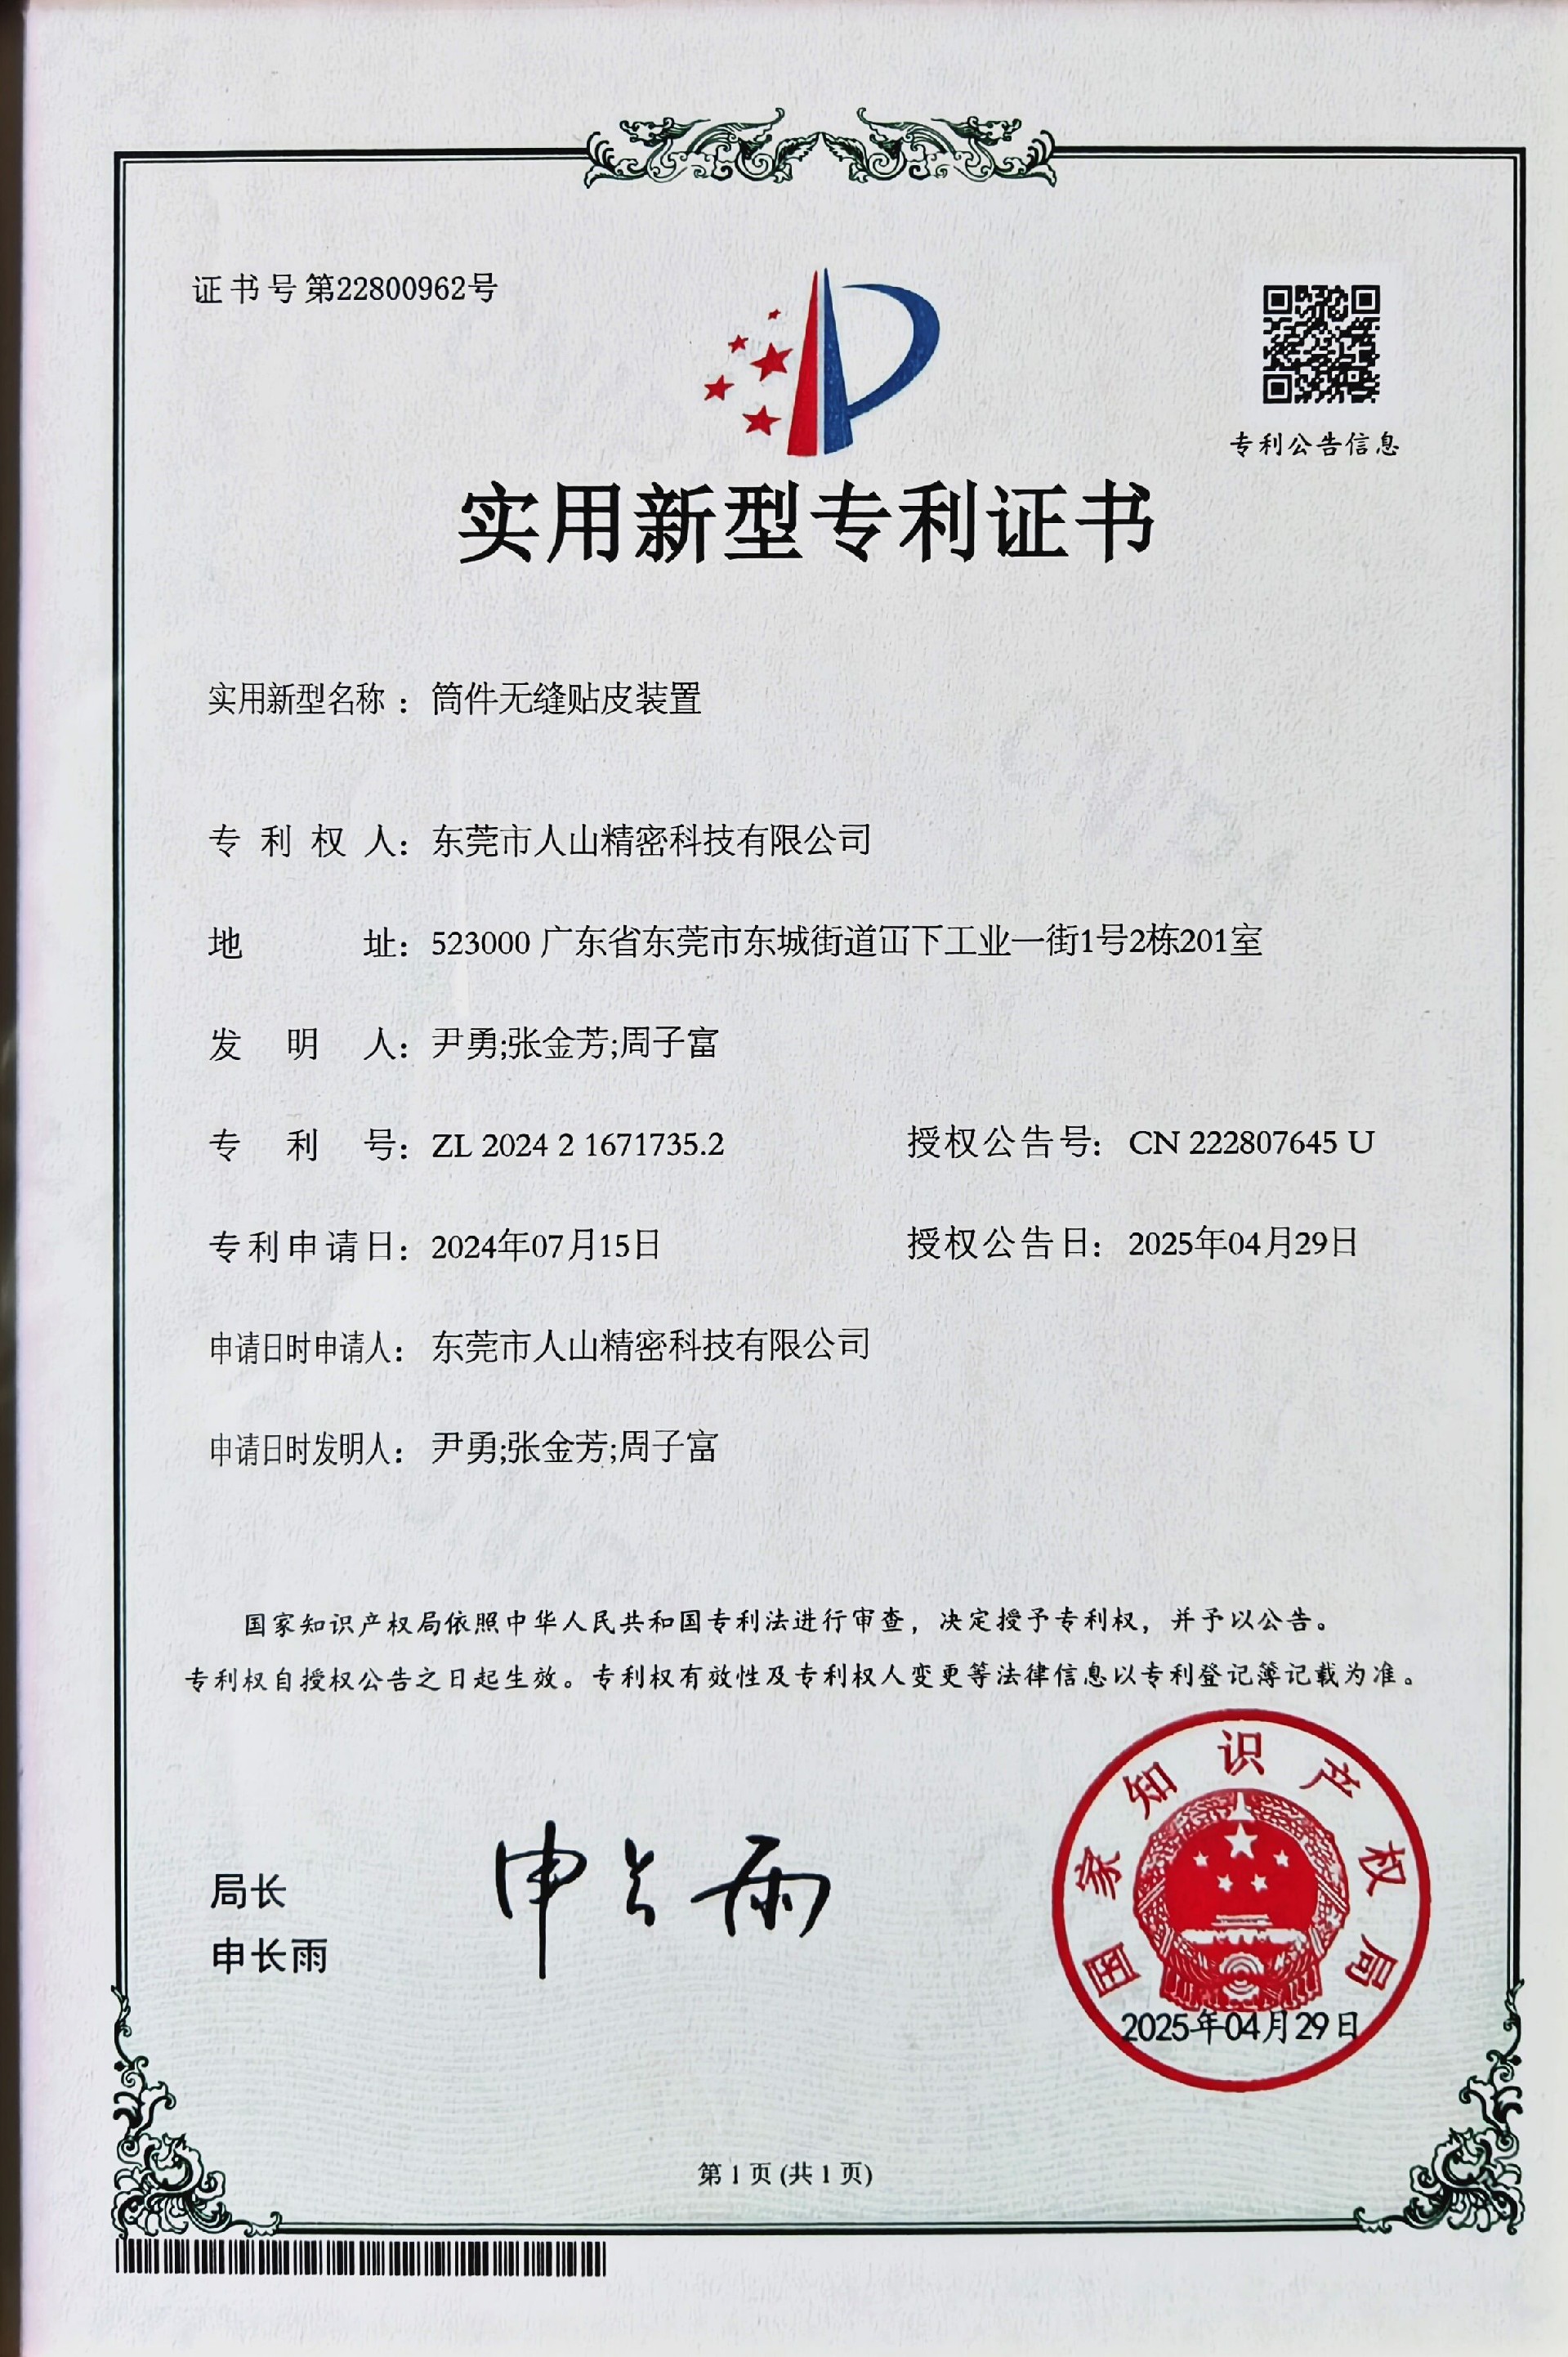 证书号第22800962号
专利公告信息
实用新型专利证书
实用新型名称：筒件无缝贴皮装置
专利权人：东莞市人山精密科技有限公司
地址：523000 广东省东莞市东城街道冚下工业一街1号2栋201室
发明人：尹勇;张金芳;周子富
专利号：ZL 2024 2 1671735.2 授权公告号：CN 222807645 U
专利申请日：2024年07月15日 授权公告日：2025年04月29日
申请日时申请人：东莞市人山精密科技有限公司
申请日时发明人：尹勇;张金芳;周子富
国家知识产权局依照中华人民共和国专利法进行审查，决定授予专利权，并予以公告。
专利权自授权公告之日起生效。专利权有效性及专利权人变更等法律信息以专利登记簿记载为准。
局长
申长雨
申长雨
国家知识产权局
2025年04月29日
第 1 页 (共 1 页)